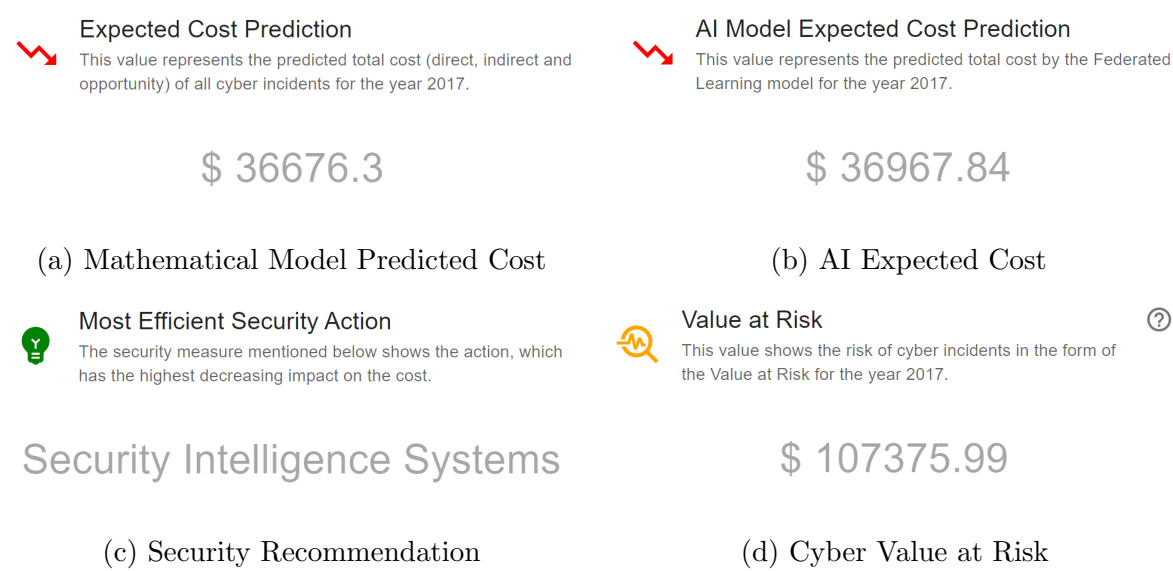 Expected Cost Prediction
This value represents the predicted total cost (direct, indirect and
opportunity) of all cyber incidents for the year 2017.
$ 36676.3
(a) Mathematical Model Predicted Cost
AI Model Expected Cost Prediction
This value represents the predicted total cost by the Federated
Learning model for the year 2017.
$ 36967.84
(b) AI Expected Cost
Most Efficient Security Action
The security measure mentioned below shows the action, which
has the highest decreasing impact on the cost.
Security Intelligence Systems
(c) Security Recommendation
Value at Risk
?
This value shows the risk of cyber incidents in the form of
the Value at Risk for the year 2017.
$ 107375.99
(d) Cyber Value at Risk